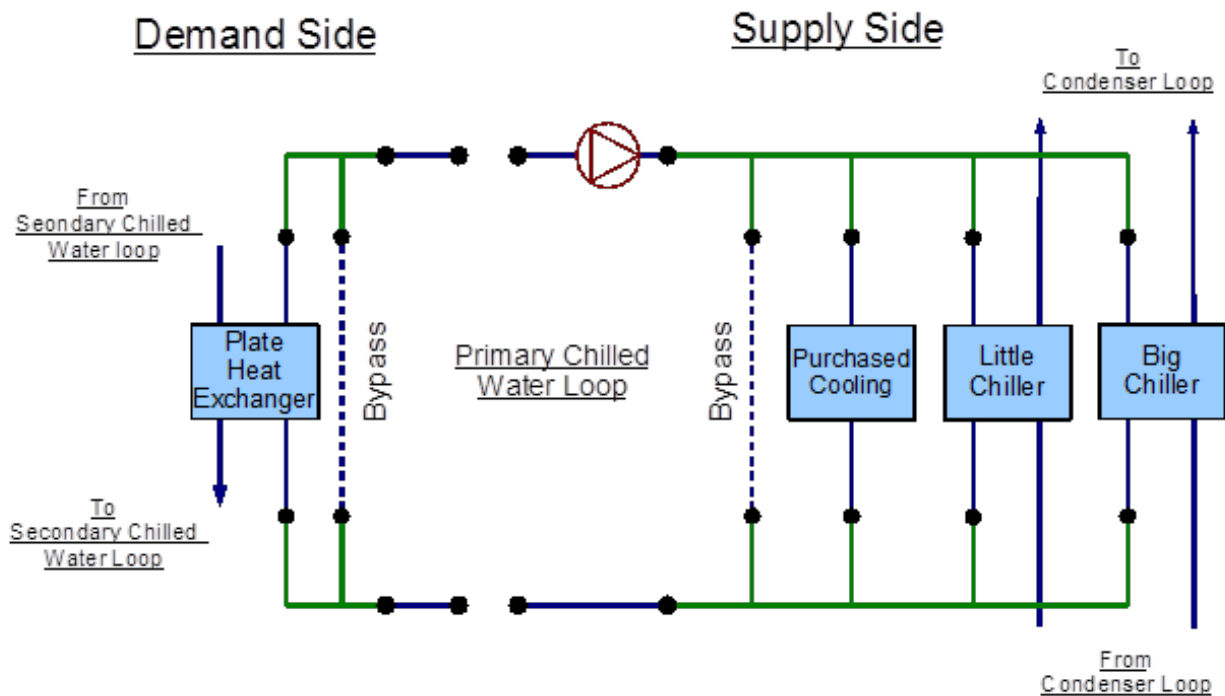 Demand Side
Supply Side
To
Condenser Loop
From
Seondary Chilled
Water loop
Plate
Heat
Exchanger
Bypass
Primary Chilled
Water Loop
Bypass
Purchased
Cooling
Little
Chiller
Big
Chiller
To
Secondary Chilled
Water Loop
From
Condenser Loop